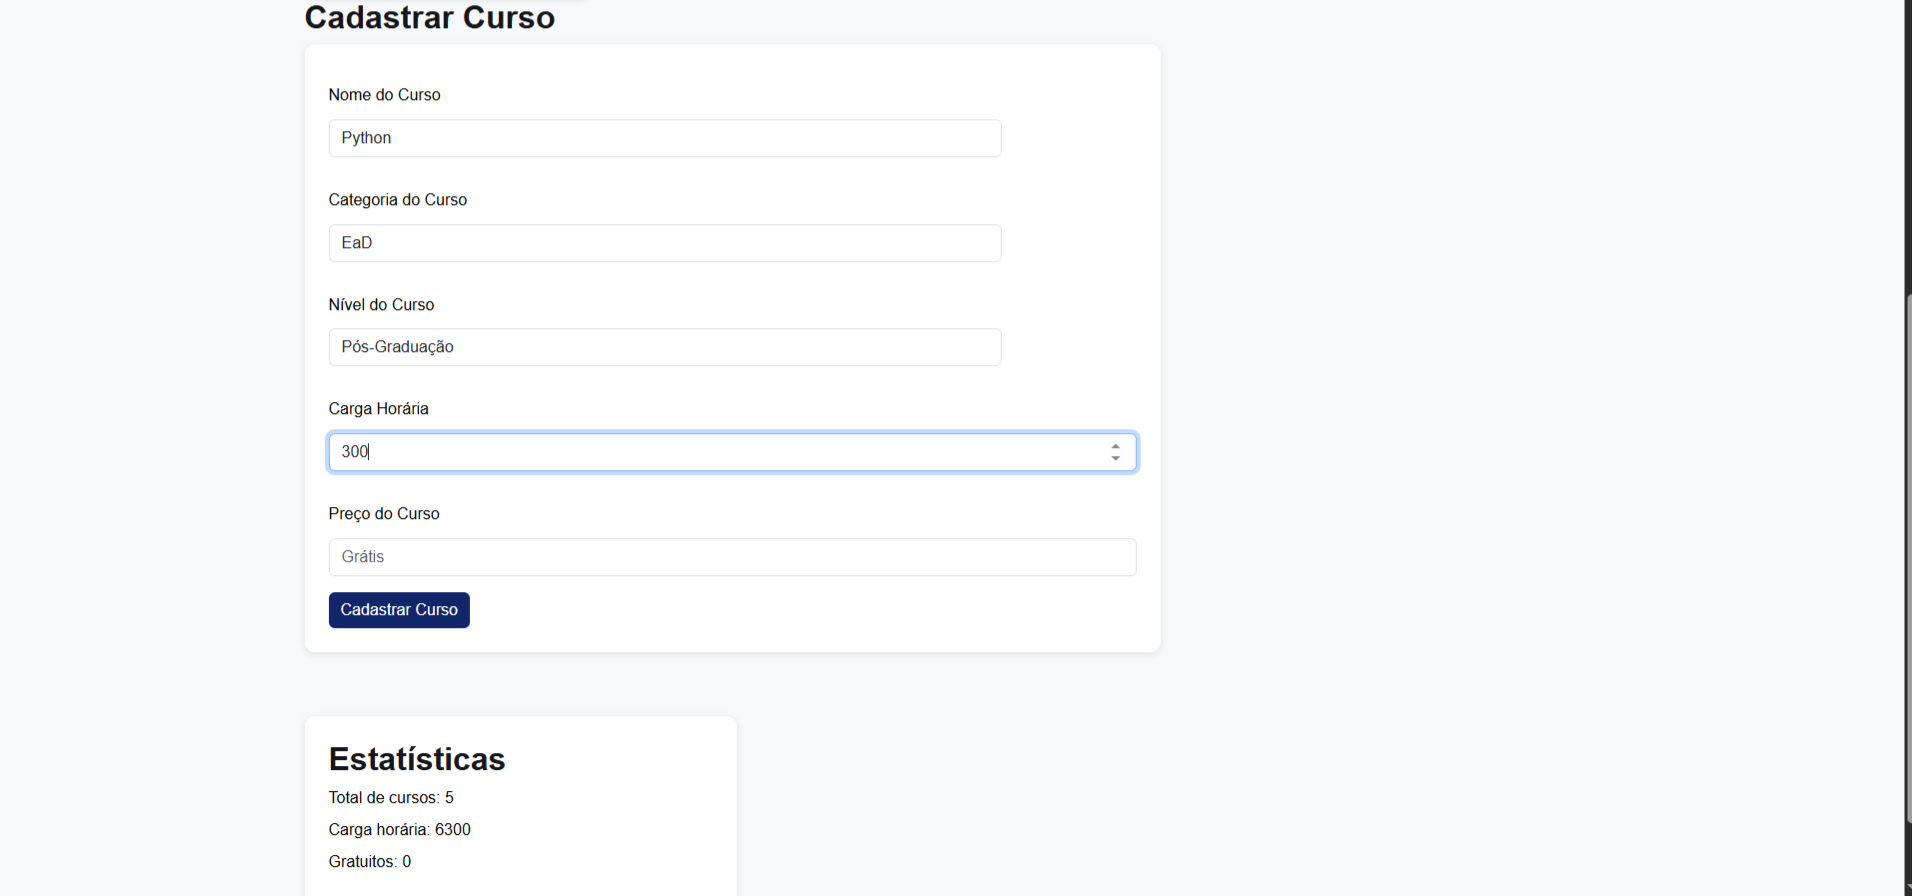 Cadastrar Curso
Nome do Curso
Python
Categoria do Curso
EaD
Nível do Curso
Pós-Graduação
Carga Horária
300
Preço do Curso
Grátis
Cadastrar Curso
Estatísticas
Total de cursos: 5
Carga horária: 6300
Gratuitos: 0